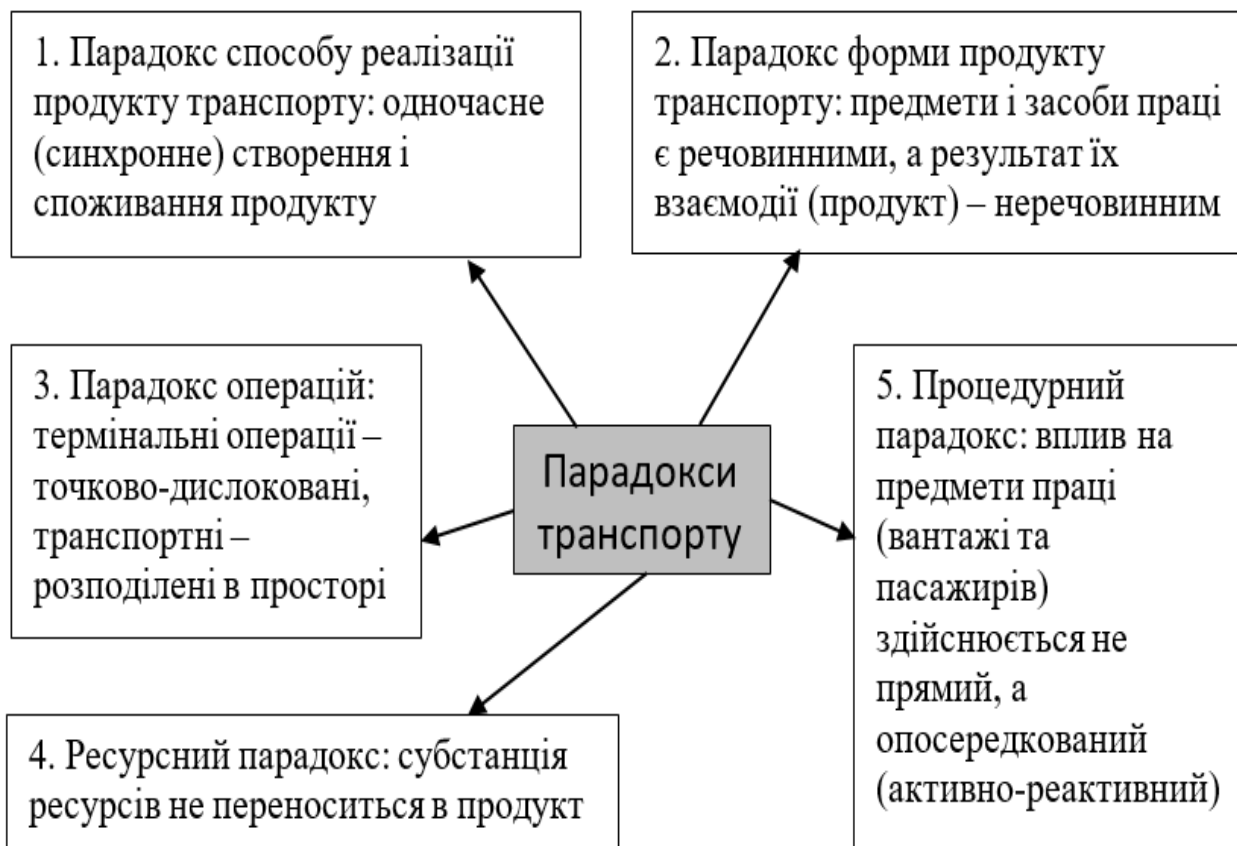 1. Парадокс способу реалізації
продукту транспорту: одночасне
(синхронне) створення і
споживання продукту
2. Парадокс форми продукту
транспорту: предмети і засоби праці
є речовинними, а результат їх
взаємодії (продукт) – неречовинним
3. Парадокс операцій:
термінальні операції –
точково-дислоковані,
транспортні –
розподілені в просторі
Парадокси
транспорту
4. Ресурсний парадокс: субстанція
ресурсів не переноситься в продукт
5. Процедурний
парадокс: вплив на
предмети праці
(вантажі та
пасажирів)
здійснюється не
прямий, а
опосередкований
(активно-реактивний)